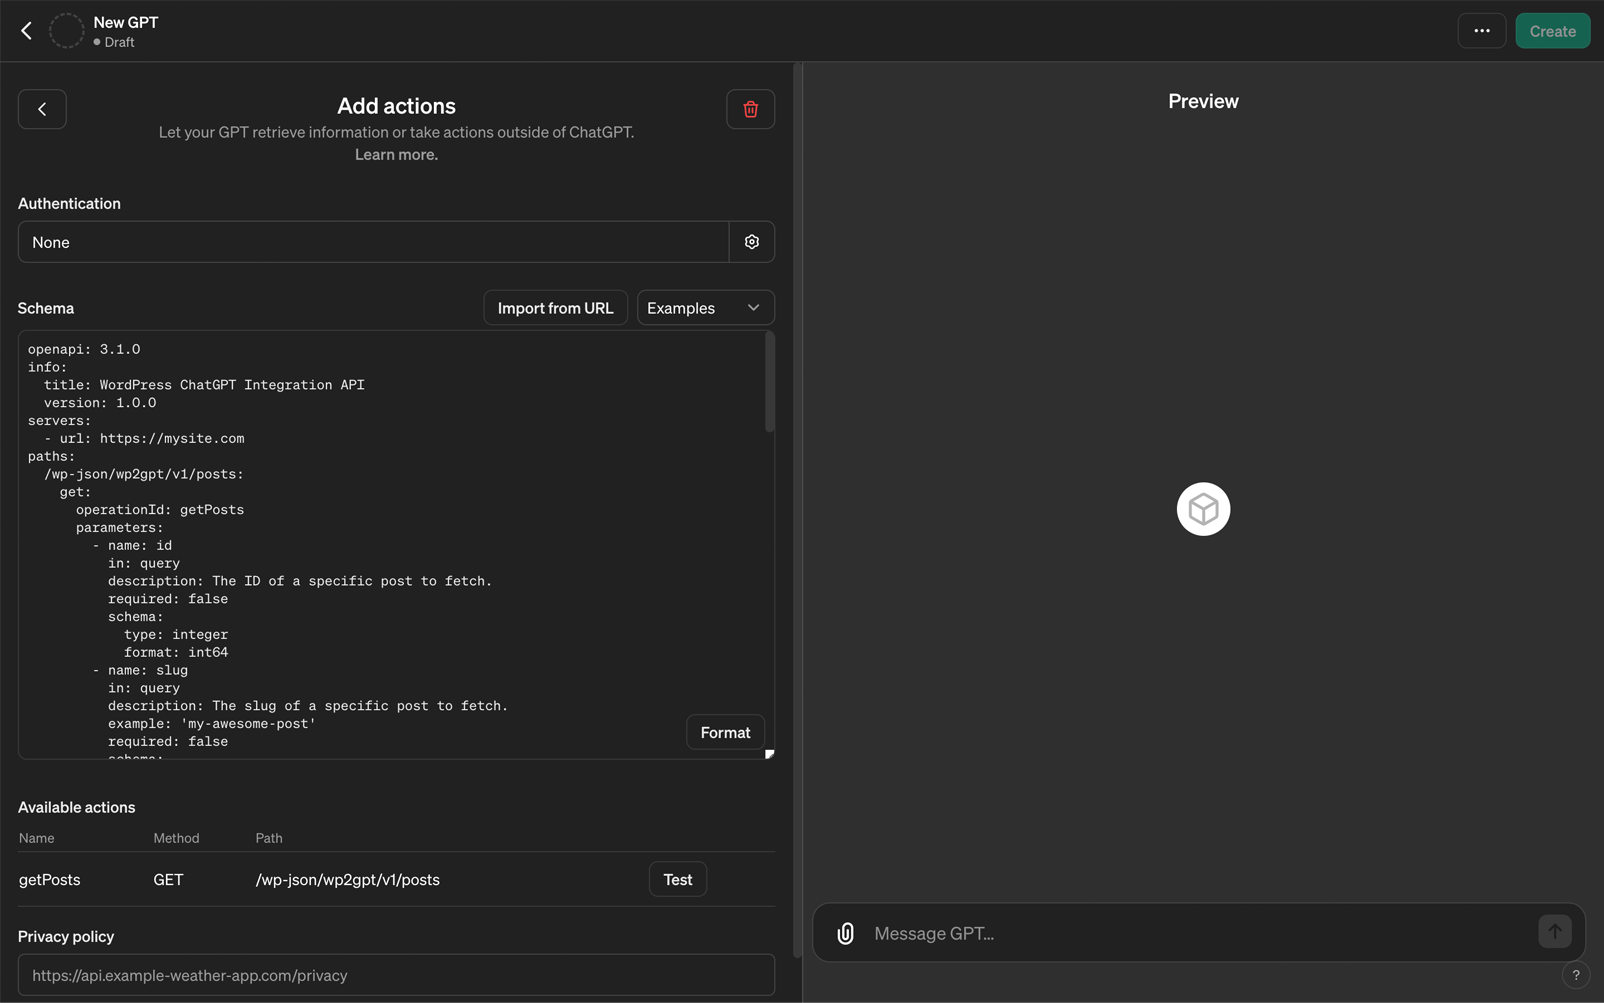 New GPT
Draft
Create
Add actions
Let your GPT retrieve information or take actions outside of ChatGPT.
Learn more.
Authentication
None
Schema
Import from URL
Examples
openapi: 3.1.0
info:
  title: WordPress ChatGPT Integration API
  version: 1.0.0
servers:
  - url: https://mysite.com
paths:
  /wp-json/wp2gpt/v1/posts:
    get:
      operationId: getPosts
      parameters:
        - name: id
          in: query
          description: The ID of a specific post to fetch.
          required: false
          schema:
            type: integer
            format: int64
        - name: slug
          in: query
          description: The slug of a specific post to fetch.
          example: 'my-awesome-post'
          required: false
          schema:
Format
Available actions
Name Method Path
getPosts GET /wp-json/wp2gpt/v1/posts Test
Privacy policy
https://api.example-weather-app.com/privacy
Preview
Message GPT...
?